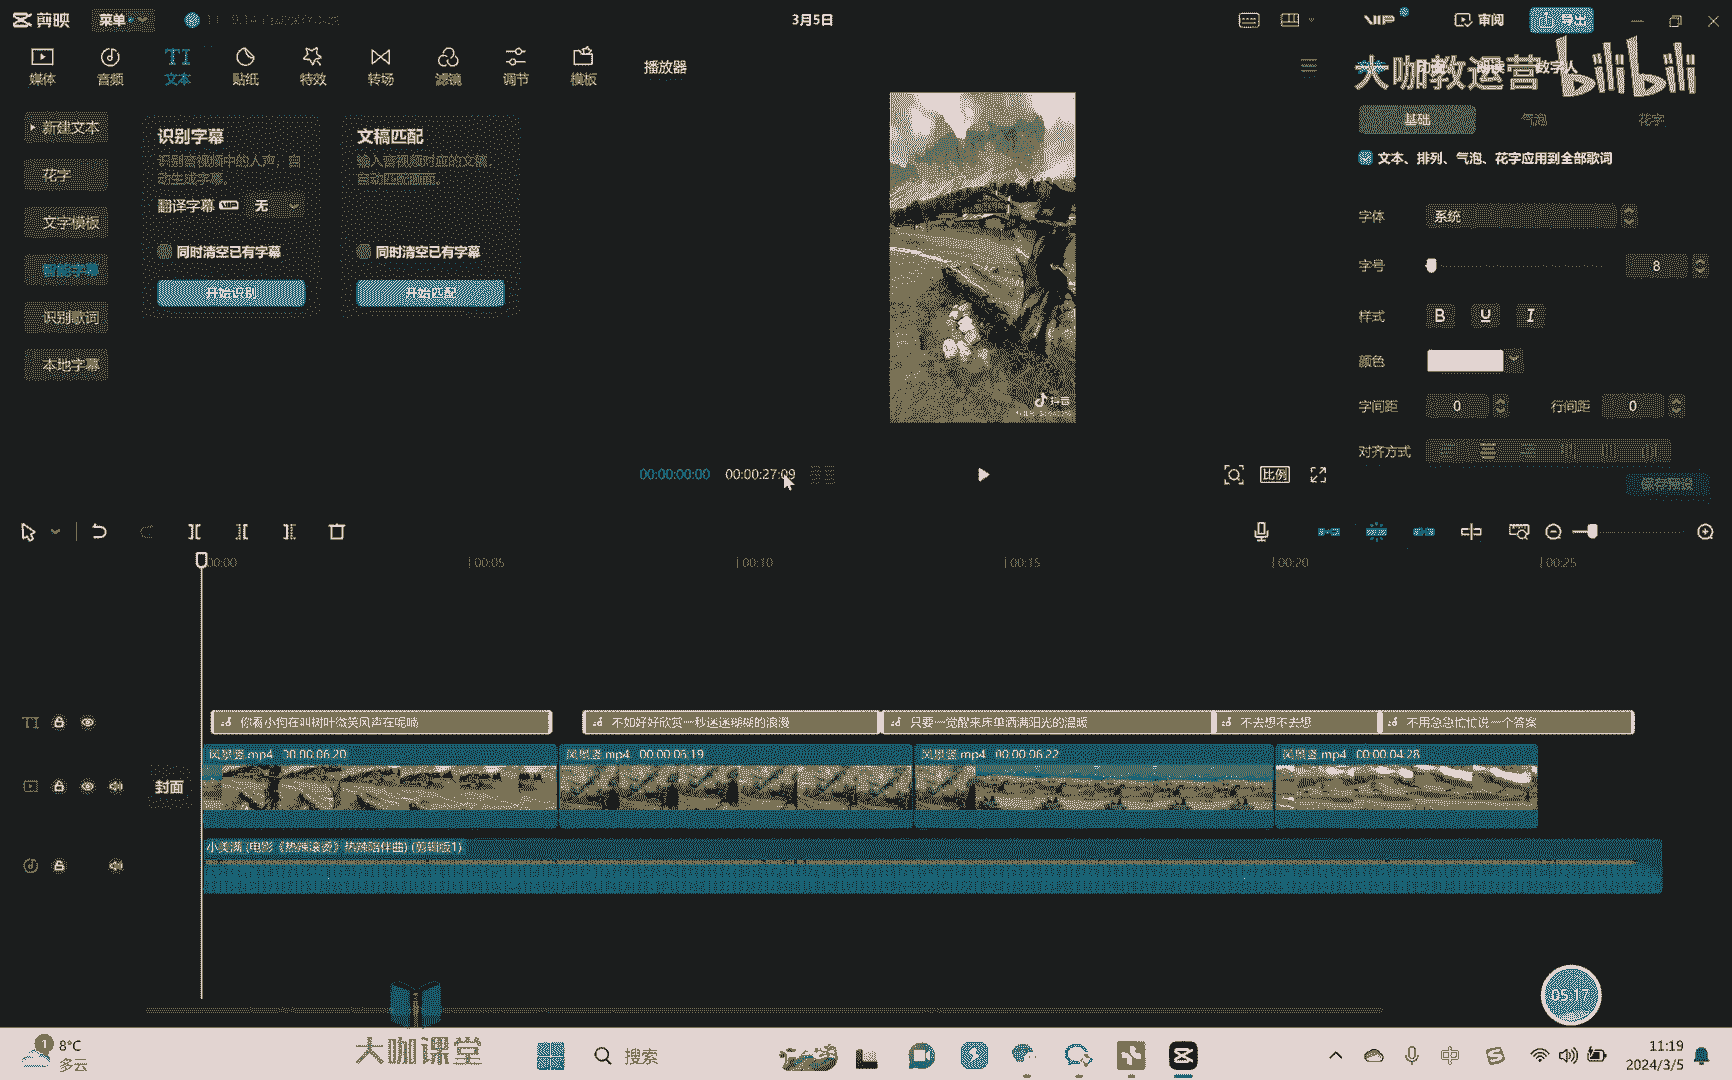 剪映
菜单
3月5日
VIP
审阅
导出
媒体
音频
TI
文本
贴纸
特效
转场
滤镜
调节
模板
播放器
大咖教运营
bilibili
数字人
新建文本
花字
文字模板
智能字幕
识别歌词
本地字幕
识别字幕
识别音视频中的人声，自
动生成字幕。
翻译字幕
无
同时清空已有字幕
开始识别
文稿匹配
输入音视频对应的文稿，
自动匹配画面。
同时清空已有字幕
开始匹配
抖音
00:00:00:00
00:00:27:09
比例
基础
气泡
花字
文本、排列、气泡、花字应用到全部歌词
字体
系统
字号
8
样式
B
U
I
颜色
字间距
0
行间距
0
对齐方式
保存预设
00:00
00:05
00:10
00:15
00:20
00:25
TI
你看小狗在叫树叶微笑风声在呢喃
不如好好欣赏一秒迷迷糊糊的浪漫
只要一觉醒来床单洒满阳光的温暖
不去想不去想
不用急急忙忙说一个答案
封面
风景竖.mp4 00:00:06:20
风景竖.mp4 00:00:06:19
风景竖.mp4 00:00:06:22
风景竖.mp4 00:00:04:28
小美满 (电影《热辣滚烫》热辣陪伴曲) (剪辑版1)
05:17
大咖课堂
1
8°C
多云
搜索
中
11:19
2024/3/5